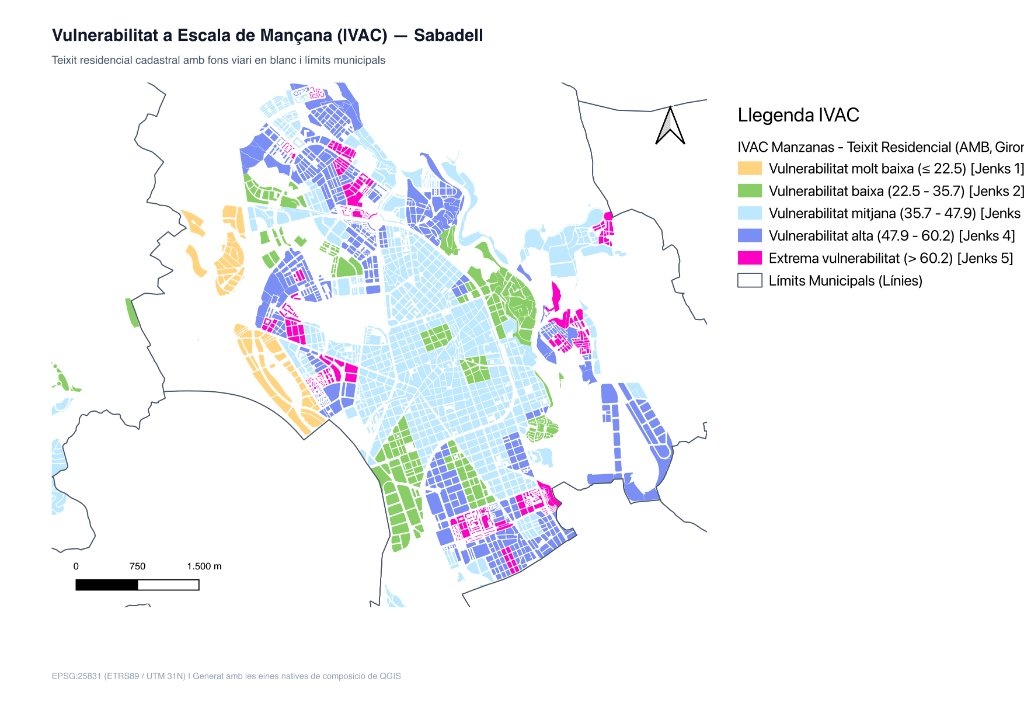 Vulnerabilitat a Escala de Mançana (IVAC) — Sabadell
Teixit residencial cadastral amb fons viari en blanc i límits municipals
Llegenda IVAC
IVAC Manzanas - Teixit Residencial (AMB, Giron
Vulnerabilitat molt baixa (≤ 22.5) [Jenks 1]
Vulnerabilitat baixa (22.5 - 35.7) [Jenks 2]
Vulnerabilitat mitjana (35.7 - 47.9) [Jenks
Vulnerabilitat alta (47.9 - 60.2) [Jenks 4]
Extrema vulnerabilitat (> 60.2) [Jenks 5]
Límits Municipals (Línies)
0 750 1.500 m
EPSG:25831 (ETRS89 / UTM 31N) | Generat amb les eines natives de composició de QGIS